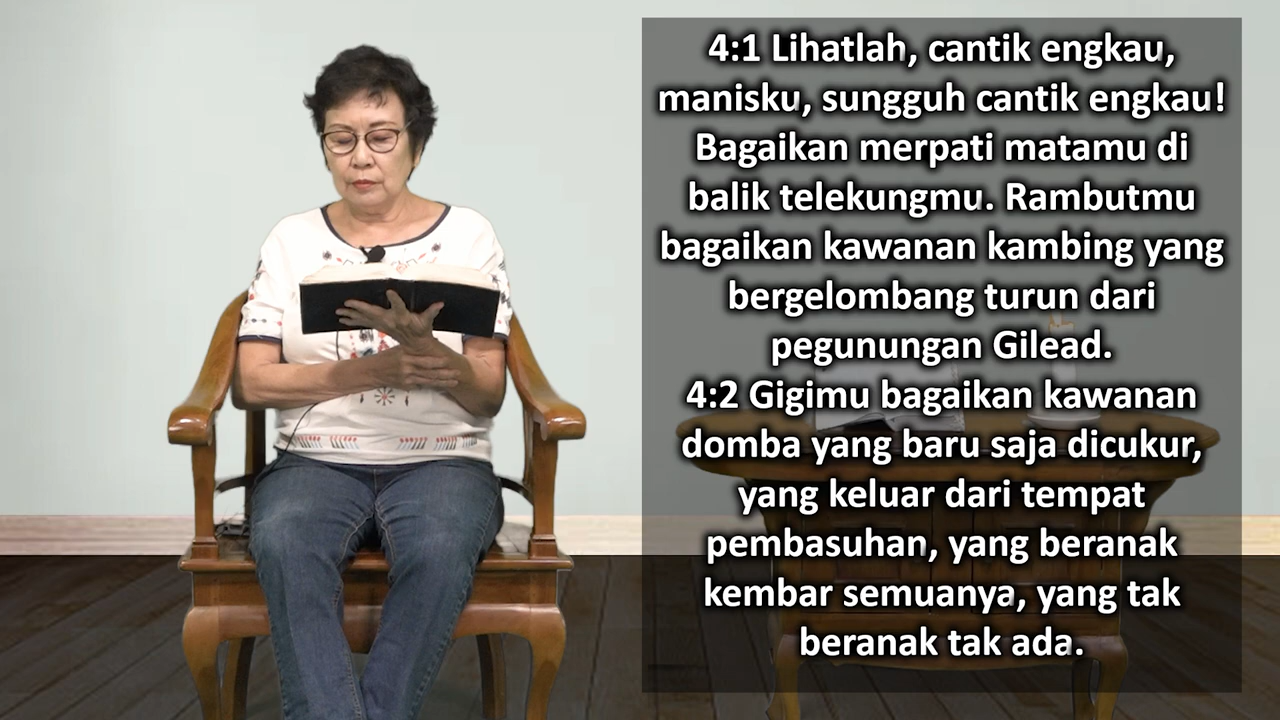 4:1 Lihatlah, cantik engkau,
manisku, sungguh cantik engkau!
Bagaikan merpati matamu di
balik telekungmu. Rambutmu
bagaikan kawanan kambing yang
bergelombang turun dari
pegunungan Gilead.
4:2 Gigimu bagaikan kawanan
domba yang baru saja dicukur,
yang keluar dari tempat
pembasuhan, yang beranak
kembar semuanya, yang tak
beranak tak ada.